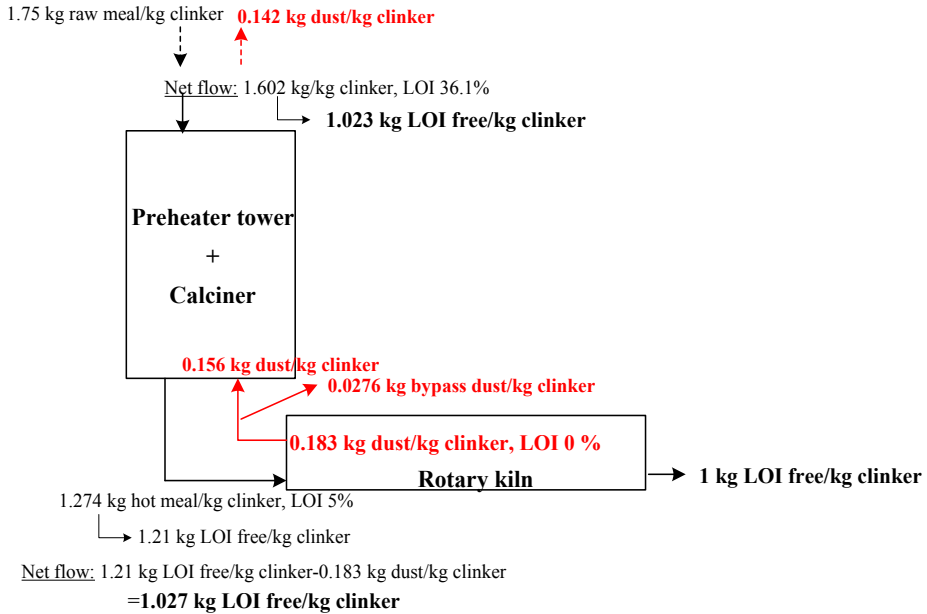 1.75 kg raw meal/kg clinker
0.142 kg dust/kg clinker
Net flow: 1.602 kg/kg clinker, LOI 36.1%
1.023 kg LOI free/kg clinker
Preheater tower
+
Calciner
0.156 kg dust/kg clinker
0.0276 kg bypass dust/kg clinker
0.183 kg dust/kg clinker, LOI 0 %
Rotary kiln
1 kg LOI free/kg clinker
1.274 kg hot meal/kg clinker, LOI 5%
1.21 kg LOI free/kg clinker
Net flow: 1.21 kg LOI free/kg clinker-0.183 kg dust/kg clinker
=1.027 kg LOI free/kg clinker